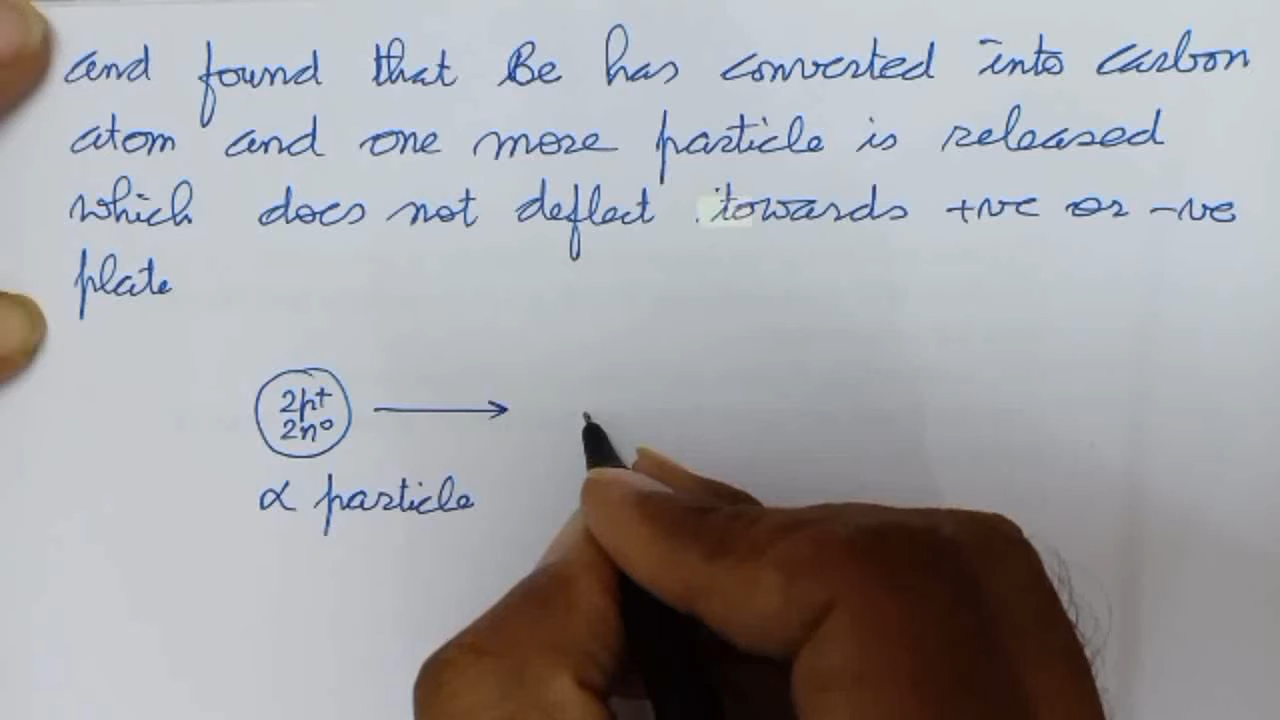 and found that Be has converted into carbon
atom and one more particle is released
which does not deflect towards +ve or -ve
plate
2p+
2n⁰
α particle